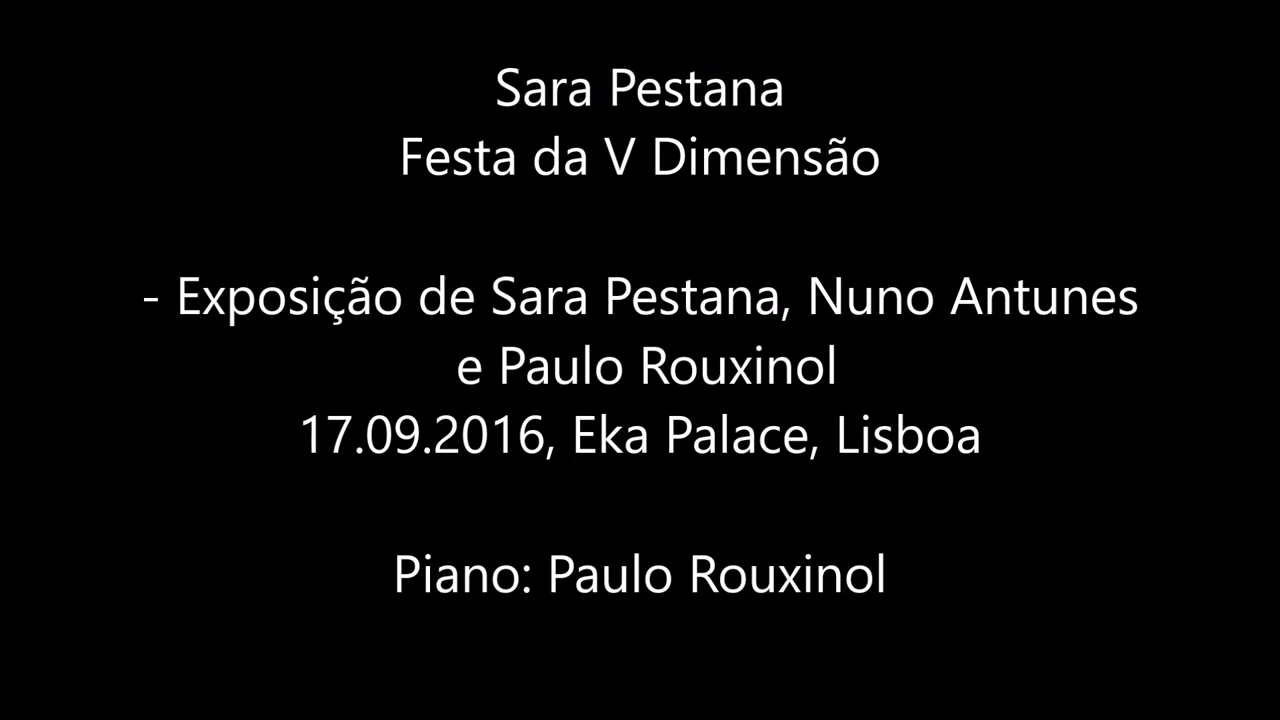 Sara Pestana
Festa da V Dimensão
- Exposição de Sara Pestana, Nuno Antunes
e Paulo Rouxinol
17.09.2016, Eka Palace, Lisboa
Piano: Paulo Rouxinol